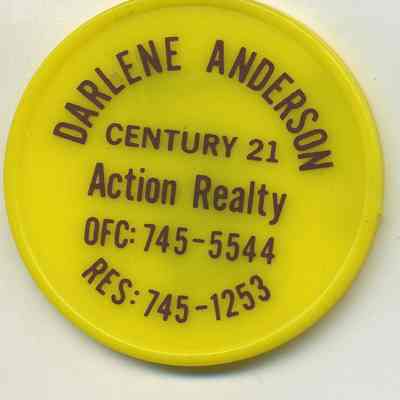 DARLENE ANDERSON
CENTURY 21
Action Realty
OFC: 745-5544
RES: 745-1253